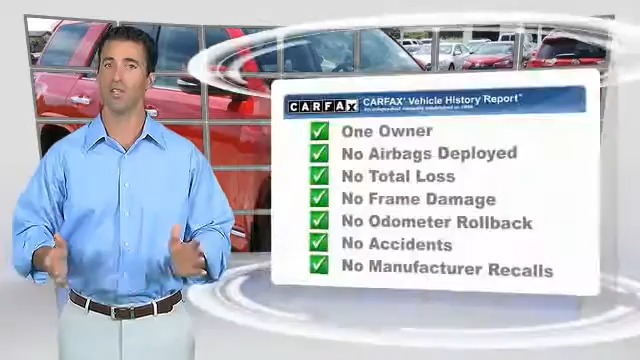 CARFAX CARFAX Vehicle History Report™
One Owner
No Airbags Deployed
No Total Loss
No Frame Damage
No Odometer Rollback
No Accidents
No Manufacturer Recalls